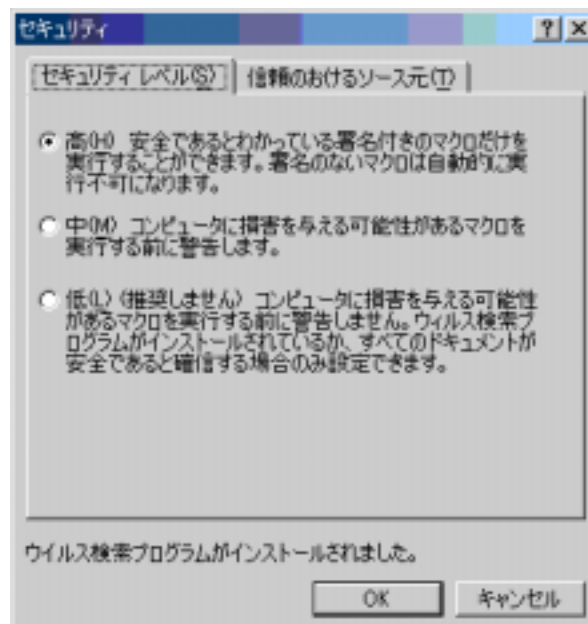 セキュリティ
セキュリティ レベル(S)
信頼のおけるソース元(T)
高(H) 安全であるとわかっている署名付きのマクロだけを
実行することができます。署名のないマクロは自動的に実
行不可になります。
中(M) コンピュータに損害を与える可能性があるマクロを
実行する前に警告します。
低(L) (推奨しません) コンピュータに損害を与える可能性
があるマクロを実行する前に警告しません。ウィルス検索プ
ログラムがインストールされているか、すべてのドキュメントが
安全であると確信する場合のみ設定できます。
ウイルス検索プログラムがインストールされました。
OK
キャンセル